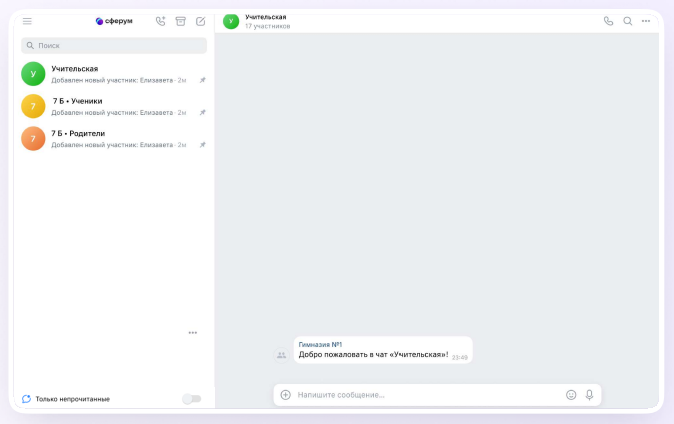 сферум
Поиск
У
Учительская
Добавлен новый участник: Елизавета · 2м
7
7 Б • Ученики
Добавлен новый участник: Елизавета · 2м
7
7 Б • Родители
Добавлен новый участник: Елизавета · 2м
Только непрочитанные
У
Учительская
17 участников
Гимназия №1
Добро пожаловать в чат «Учительская»! 23:49
Напишите сообщение...